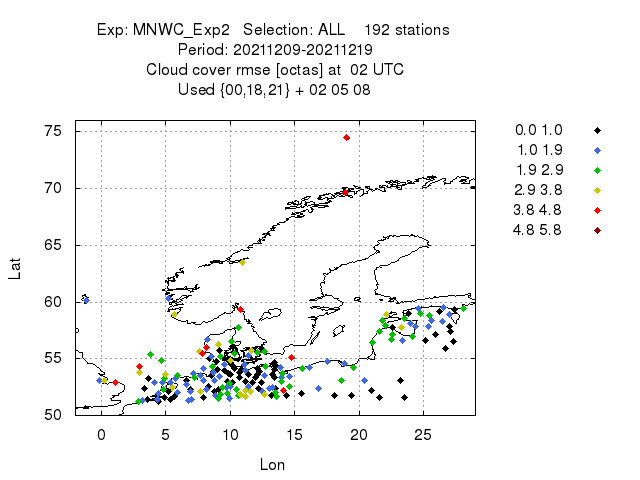 Exp: MNWC_Exp2 Selection: ALL 192 stations
Period: 20211209-20211219
Cloud cover rmse [octas] at 02 UTC
Used {00,18,21} + 02 05 08
75
70
65
60
55
50
Lat
0 5 10 15 20 25
Lon
0.0 1.0
1.0 1.9
1.9 2.9
2.9 3.8
3.8 4.8
4.8 5.8